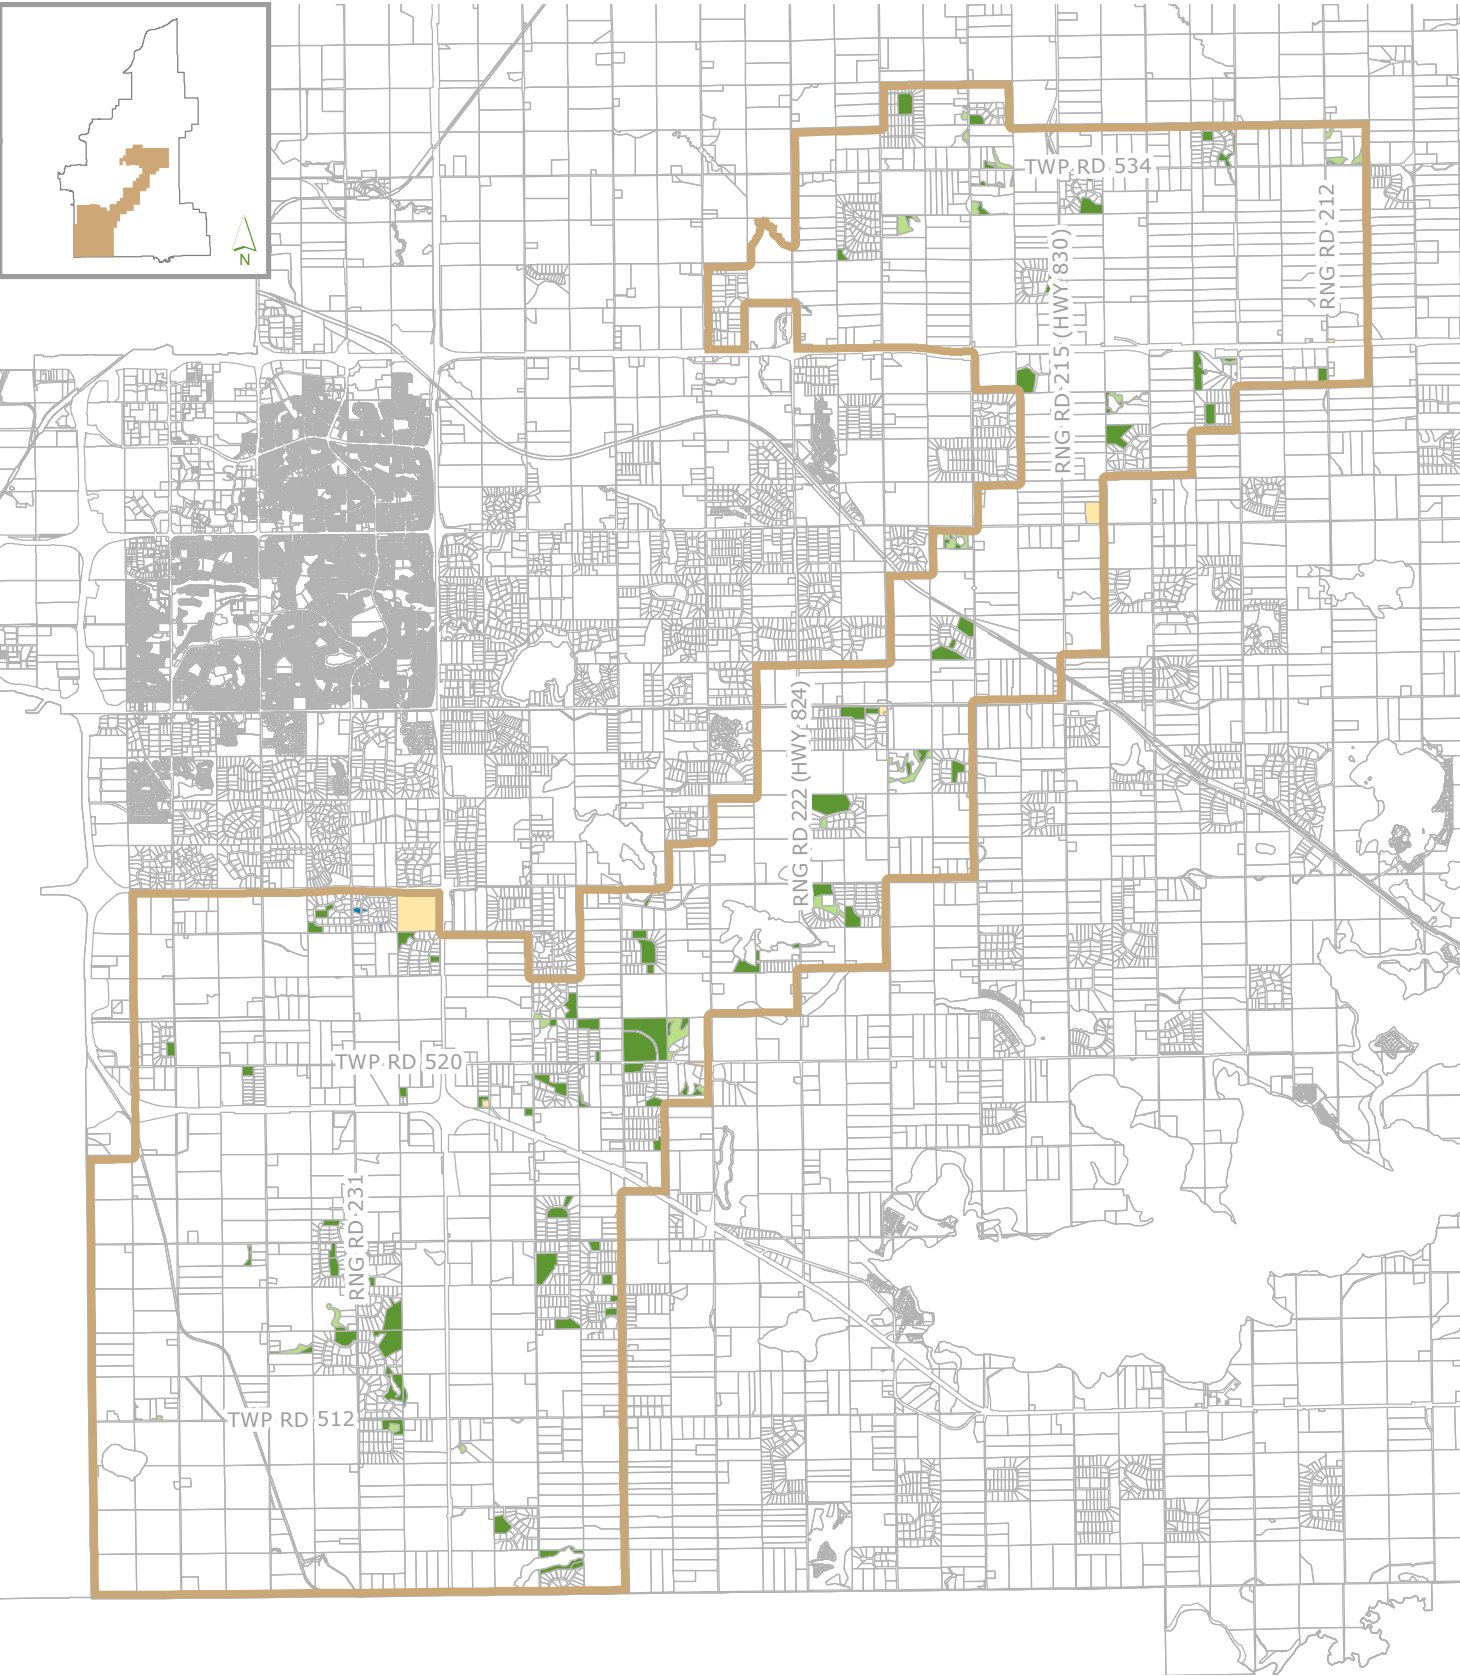 N
TWP RD 534
RNG RD 212
RNG RD 215 (HWY 830)
RNG RD 222 (HWY 824)
TWP RD 520
RNG RD 231
TWP RD 512